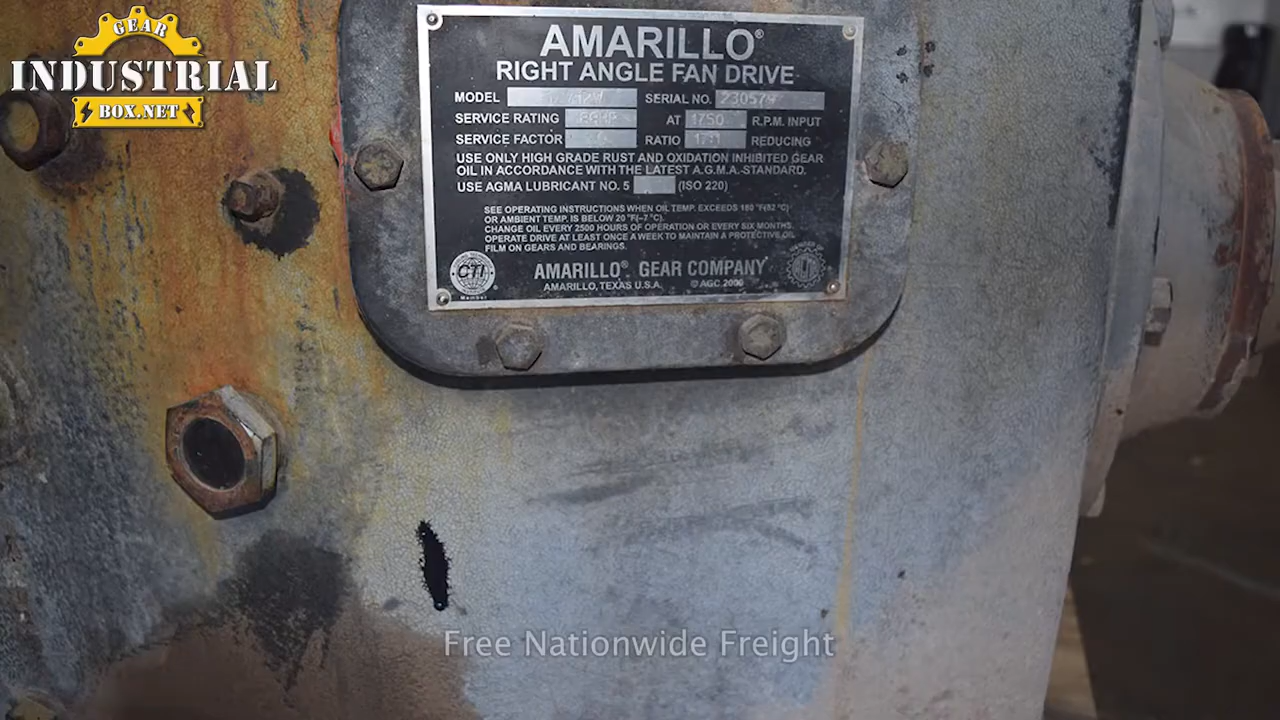 GEAR
INDUSTRIAL
BOX.NET
AMARILLO®
RIGHT ANGLE FAN DRIVE
MODEL SERIAL NO.
SERVICE RATING AT 1750 R.P.M. INPUT
SERVICE FACTOR RATIO REDUCING
USE ONLY HIGH GRADE RUST AND OXIDATION INHIBITED GEAR
OIL IN ACCORDANCE WITH THE LATEST A.G.M.A. STANDARD.
USE AGMA LUBRICANT NO. 5 (ISO 220)
SEE OPERATING INSTRUCTIONS WHEN OIL TEMP. EXCEEDS 180 °F(82 °C)
OR AMBIENT TEMP. IS BELOW 20 °F(-7 °C)
CHANGE OIL EVERY 2500 HOURS OF OPERATION OR EVERY SIX MONTHS.
OPERATE DRIVE AT LEAST ONCE A WEEK TO MAINTAIN A PROTECTIVE OIL
FILM ON GEARS AND BEARINGS.
CTI
Member
AMARILLO® GEAR COMPANY
AMARILLO, TEXAS U.S.A. © AGC
Free Nationwide Freight